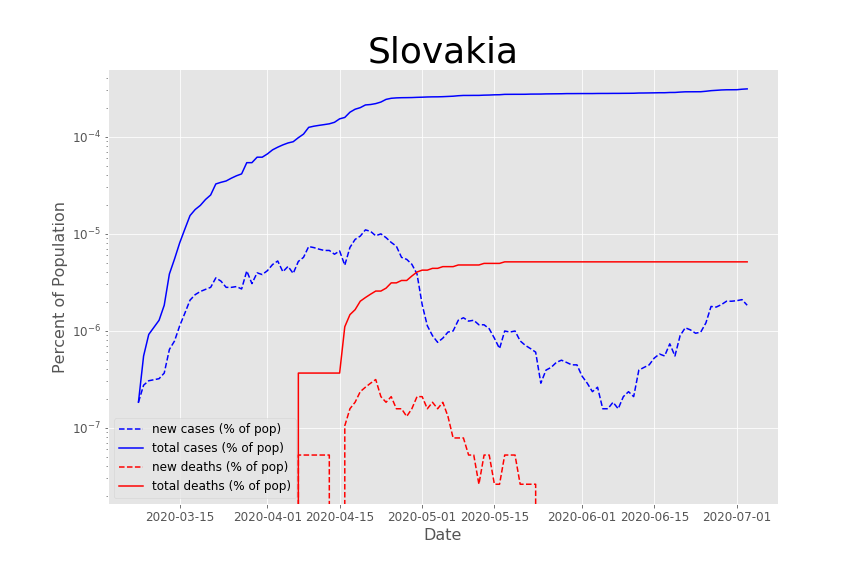 Slovakia
Percent of Population
10⁻⁴
10⁻⁵
10⁻⁶
10⁻⁷
new cases (% of pop)
total cases (% of pop)
new deaths (% of pop)
total deaths (% of pop)
2020-03-15 2020-04-01 2020-04-15 2020-05-01 2020-05-15 2020-06-01 2020-06-15 2020-07-01
Date